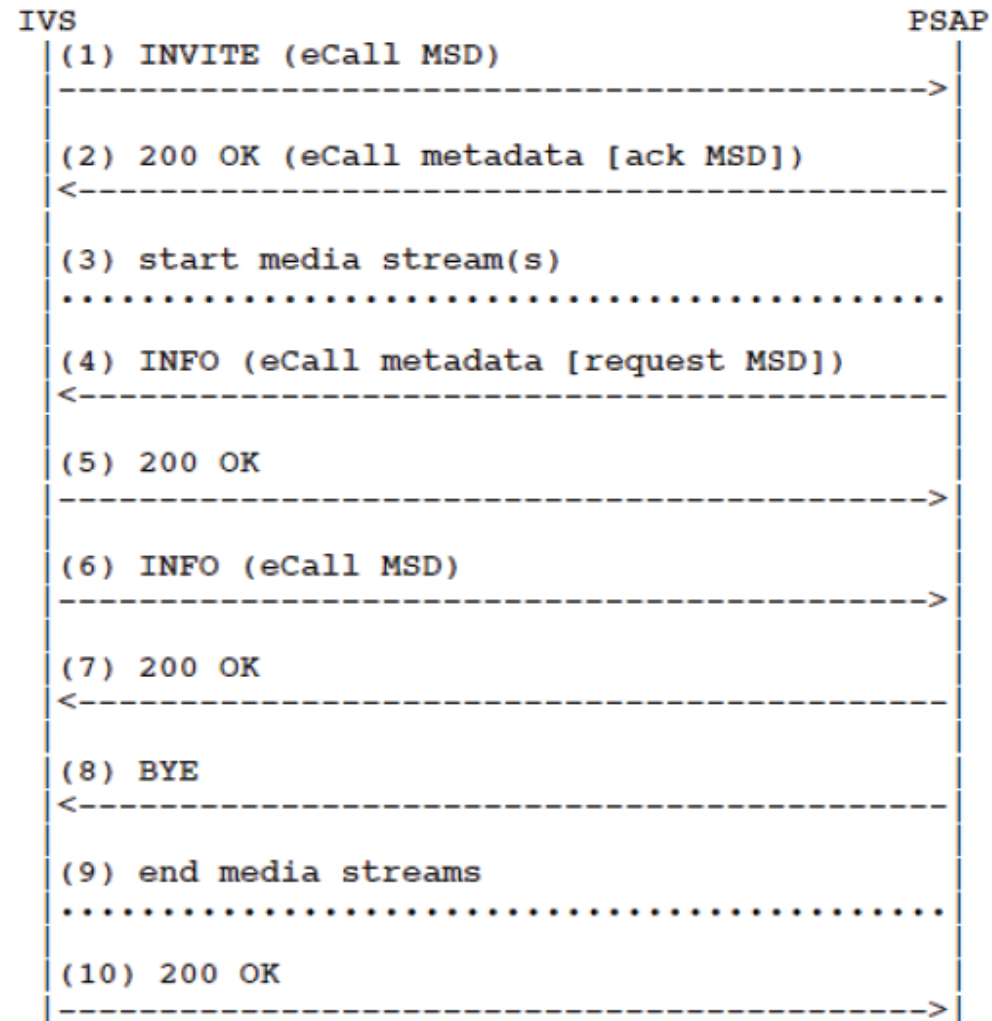 IVS PSAP
(1) INVITE (eCall MSD)
(2) 200 OK (eCall metadata [ack MSD])
(3) start media stream(s)
(4) INFO (eCall metadata [request MSD])
(5) 200 OK
(6) INFO (eCall MSD)
(7) 200 OK
(8) BYE
(9) end media streams
(10) 200 OK